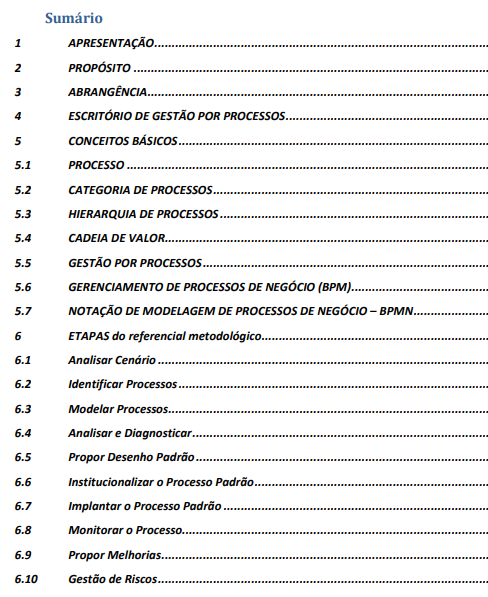 Sumário
1 APRESENTAÇÃO
2 PROPÓSITO
3 ABRANGÊNCIA
4 ESCRITÓRIO DE GESTÃO POR PROCESSOS
5 CONCEITOS BÁSICOS
5.1 PROCESSO
5.2 CATEGORIA DE PROCESSOS
5.3 HIERARQUIA DE PROCESSOS
5.4 CADEIA DE VALOR
5.5 GESTÃO POR PROCESSOS
5.6 GERENCIAMENTO DE PROCESSOS DE NEGÓCIO (BPM)
5.7 NOTAÇÃO DE MODELAGEM DE PROCESSOS DE NEGÓCIO – BPMN
6 ETAPAS do referencial metodológico
6.1 Analisar Cenário
6.2 Identificar Processos
6.3 Modelar Processos
6.4 Analisar e Diagnosticar
6.5 Propor Desenho Padrão
6.6 Institucionalizar o Processo Padrão
6.7 Implantar o Processo Padrão
6.8 Monitorar o Processo
6.9 Propor Melhorias
6.10 Gestão de Riscos